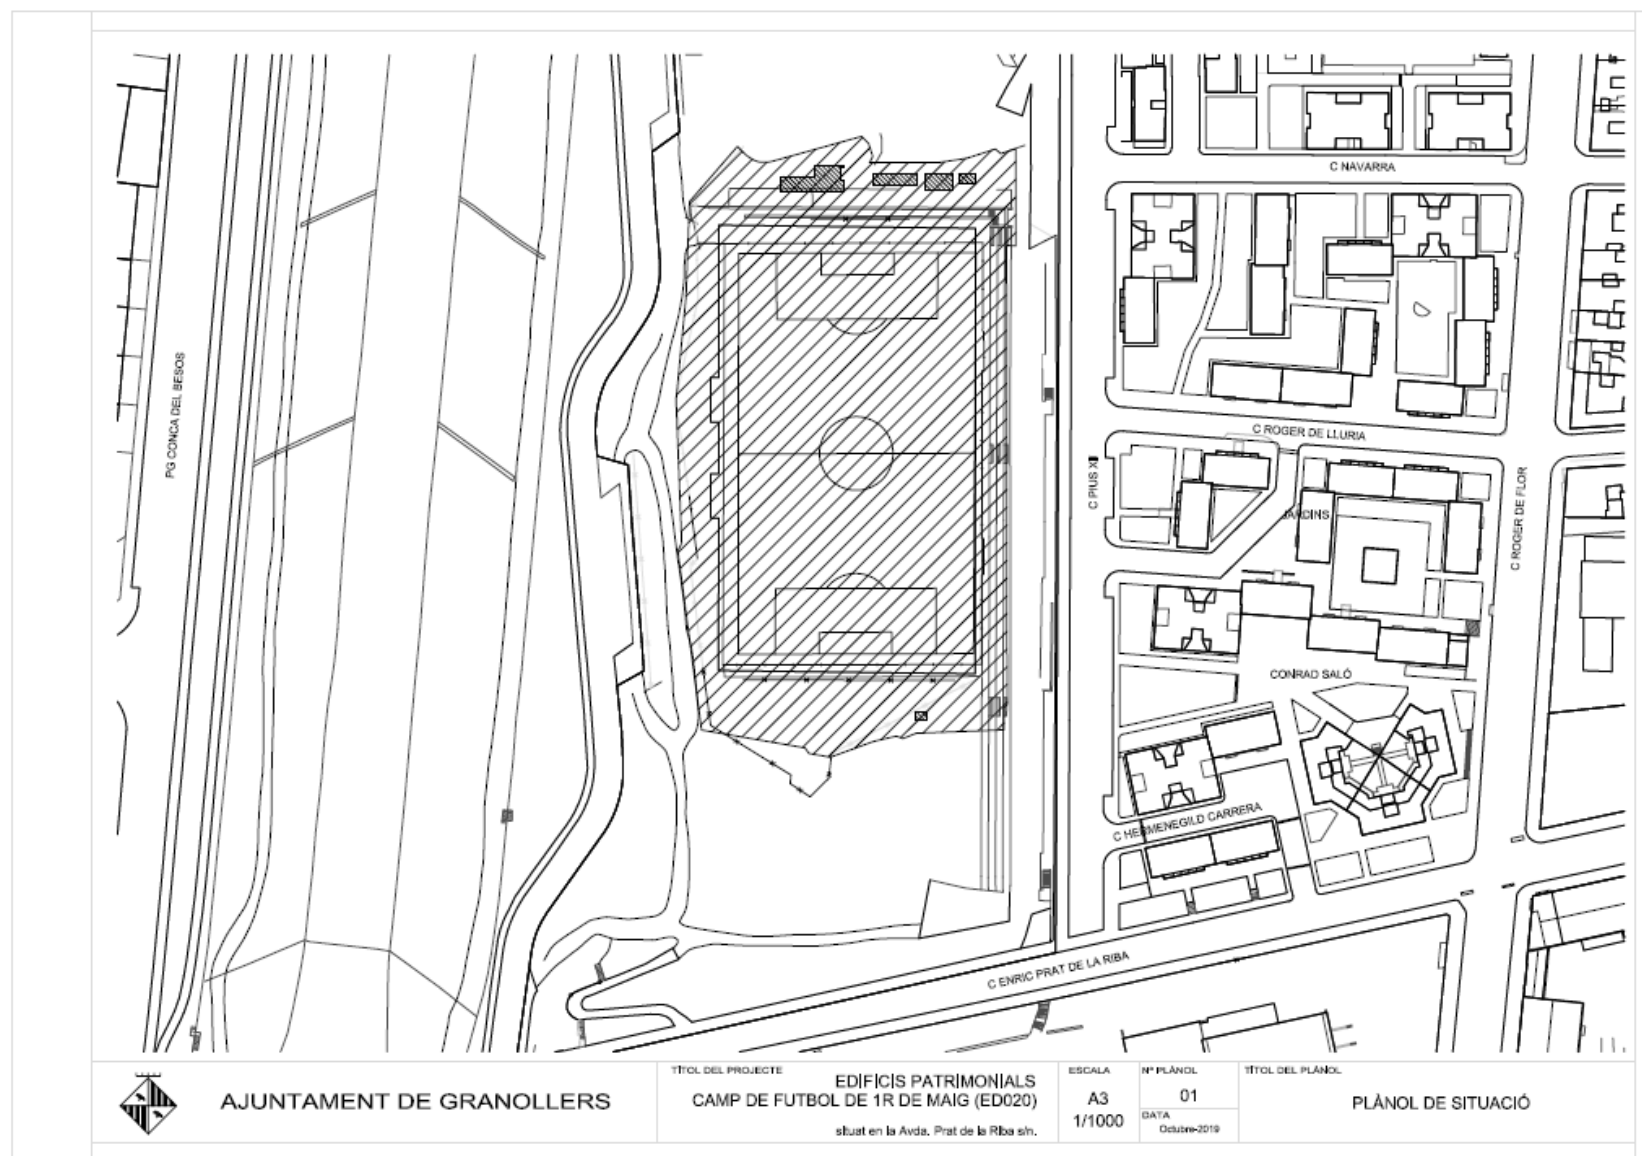 C NAVARRA
PG CONCA DEL BESOS
C ROGER DE LLURIA
C PIUS XII
JARDINS
C ROGER DE FLOR
CONRAD SALÓ
C HERMENEGILD CARRERA
C ENRIC PRAT DE LA RIBA
AJUNTAMENT DE GRANOLLERS
TÍTOL DEL PROJECTE
EDIFICIS PATRIMONIALS
CAMP DE FUTBOL DE 1R DE MAIG (ED020)
situat en la Avda. Prat de la Riba s/n.
ESCALA
A3
1/1000
Nº PLÀNOL
01
DATA
Octubre-2019
TÍTOL DEL PLÀNOL
PLÀNOL DE SITUACIÓ